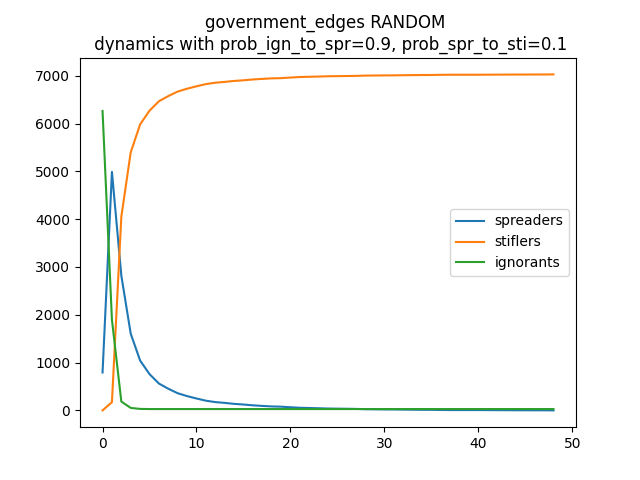 government_edges RANDOM
dynamics with prob_ign_to_spr=0.9, prob_spr_to_sti=0.1
7000
6000
5000
4000
3000
2000
1000
0
spreaders
stiflers
ignorants
0 10 20 30 40 50